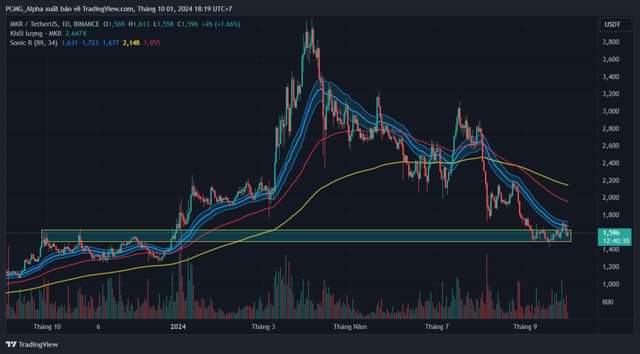 PCMG_Alpha xuất bản về TradingView.com, Tháng 10 01, 2024 18:19 UTC+7
MKR / TetherUS, 1D, BINANCE O1,569 H1,613 L1,558 C1,596 +26 (+1.66%)
Khối lượng · MKR 2.647K
Sonic R (89, 34) 1,631 1,723 1,677 2,148 1,955
USDT
3,800
3,600
3,400
3,200
3,000
2,800
2,600
2,400
2,200
2,000
1,800
1,596
12:40:30
1,400
1,200
1,000
800
Tháng 10
6
2024
Tháng 3
Tháng Năm
Tháng 7
Tháng 9
TradingView